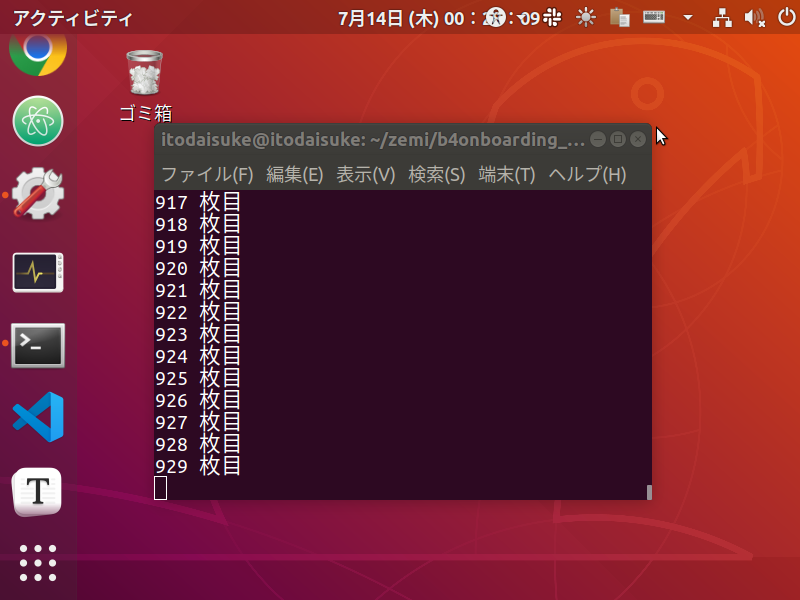 アクティビティ
7月14日 (木) 00：2 ：09
ゴミ箱
itodaisuke@itodaisuke: ~/zemi/b4onboarding_...
ファイル(F) 編集(E) 表示(V) 検索(S) 端末(T) ヘルプ(H)
917 枚目
918 枚目
919 枚目
920 枚目
921 枚目
922 枚目
923 枚目
924 枚目
925 枚目
926 枚目
927 枚目
928 枚目
929 枚目